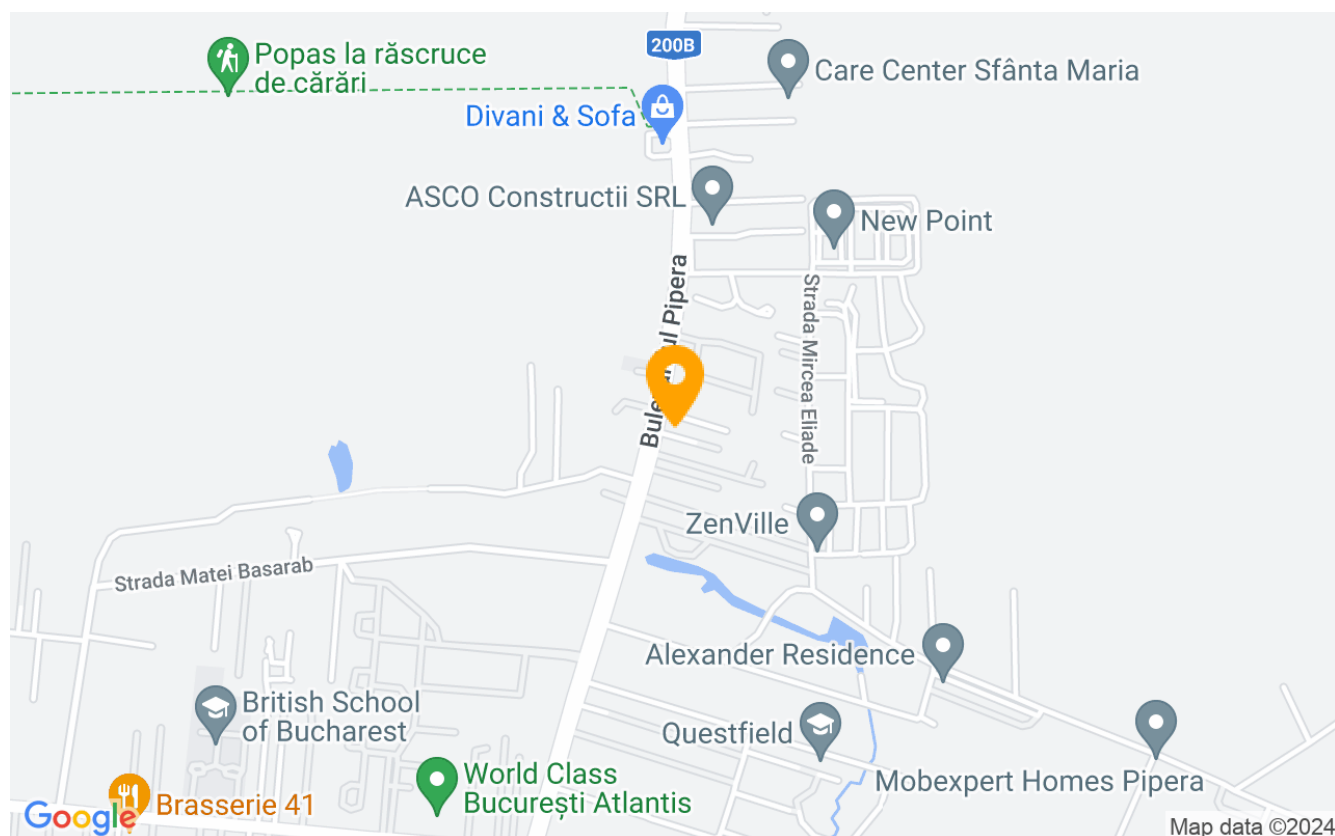 200B
Popas la răscruce
de cărări
Care Center Sfânta Maria
Divani & Sofa
ASCO Constructii SRL
New Point
Bulevardul Pipera
Strada Mircea Eliade
ZenVille
Strada Matei Basarab
Alexander Residence
British School
of Bucharest
Questfield
World Class
București Atlantis
Mobexpert Homes Pipera
Brasserie 41
Google
Map data ©2024